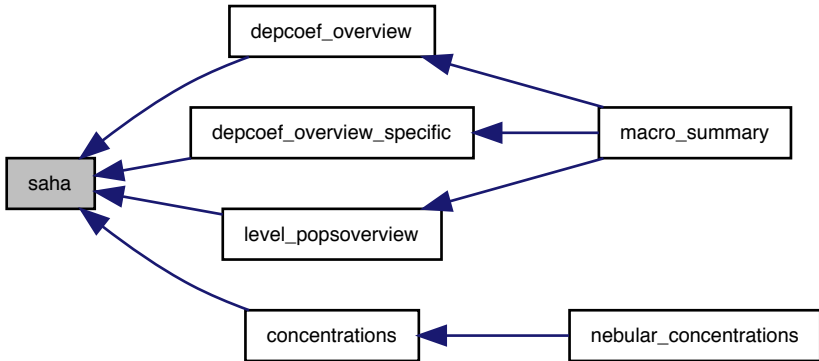 depcoef_overview
depcoef_overview_specific
macro_summary
saha
level_popsoverview
concentrations
nebular_concentrations